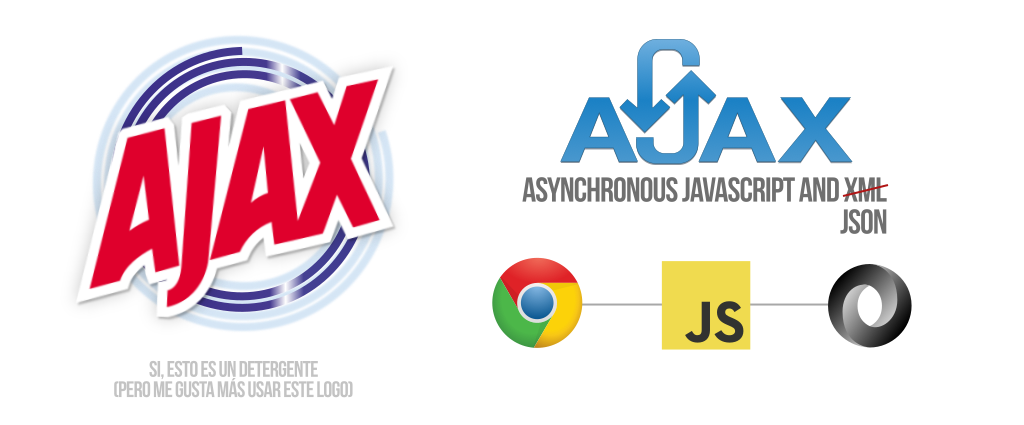 AJAX
SI, ESTO ES UN DETERGENTE
(PERO ME GUSTA MÁS USAR ESTE LOGO)
AJAX
ASYNCHRONOUS JAVASCRIPT AND XML
JSON
JS